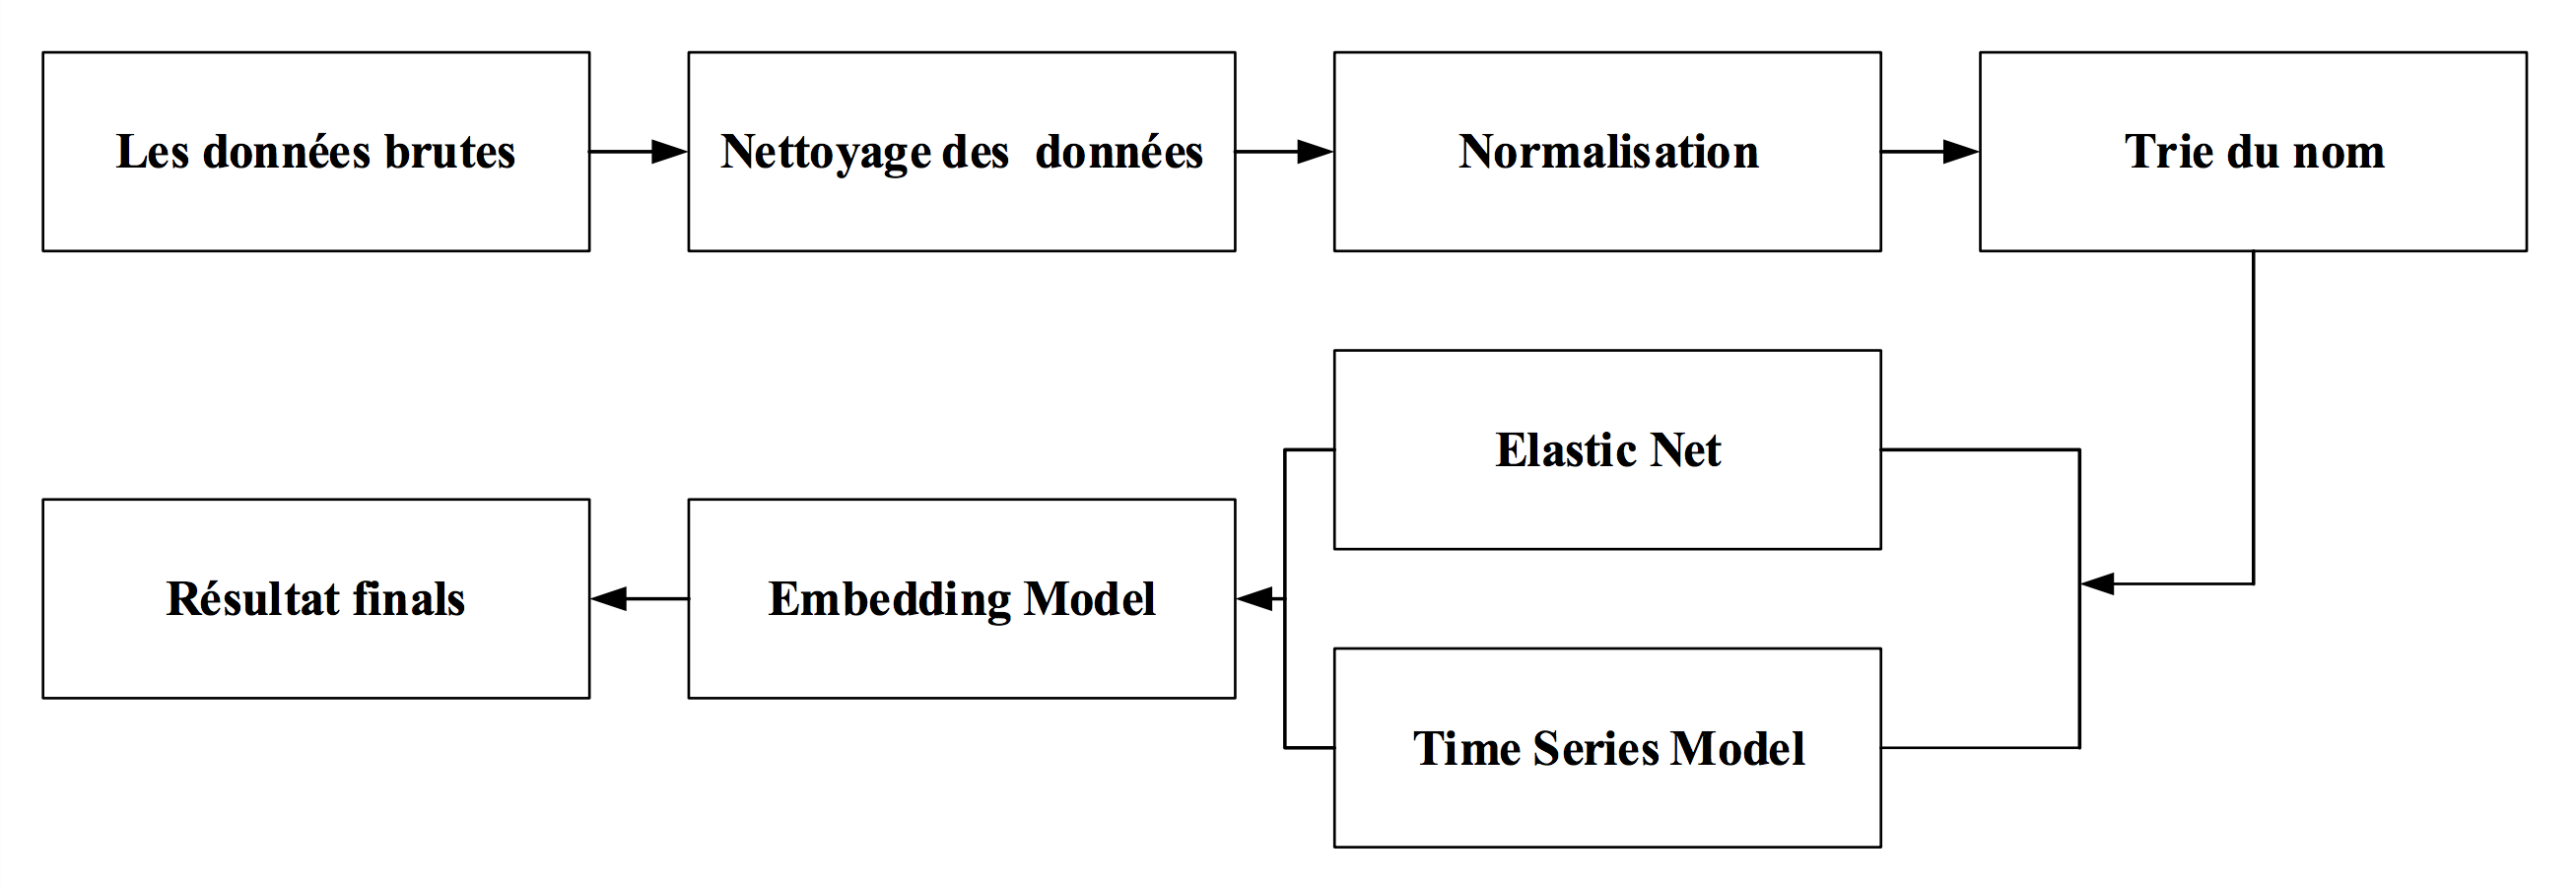 Les données brutes
Nettoyage des  données
Normalisation
Trie du nom
Elastic Net
Résultat finals
Embedding Model
Time Series Model